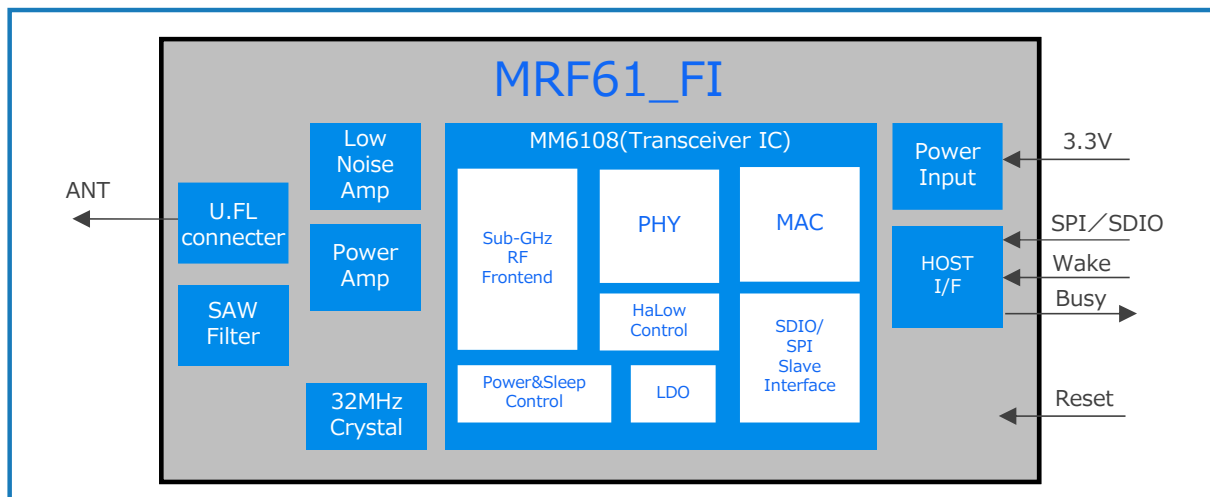 MRF61_FI
ANT
U.FL
connecter
SAW
Filter
Low
Noise
Amp
Power
Amp
32MHz
Crystal
MM6108(Transceiver IC)
Sub-GHz
RF
Frontend
PHY
MAC
HaLow
Control
SDIO/
SPI
Slave
Interface
Power&Sleep
Control
LDO
Power
Input
HOST
I/F
3.3V
SPI／SDIO
Wake
Busy
Reset